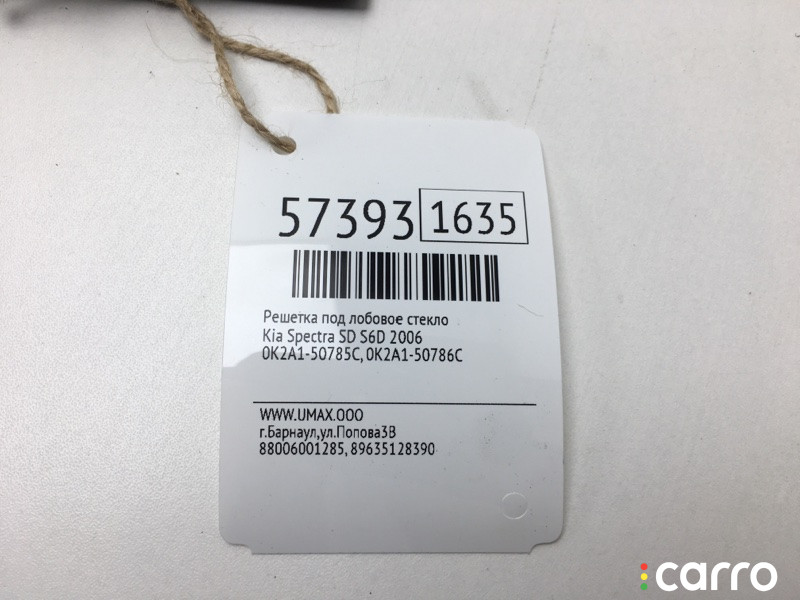 57393 1635
Решетка под лобовое стекло
Kia Spectra SD S6D 2006
0K2A1-50785C, 0K2A1-50786C
WWW.UMAX.OOO
г.Барнаул,ул.Попова3В
88006001285, 89635128390
carro